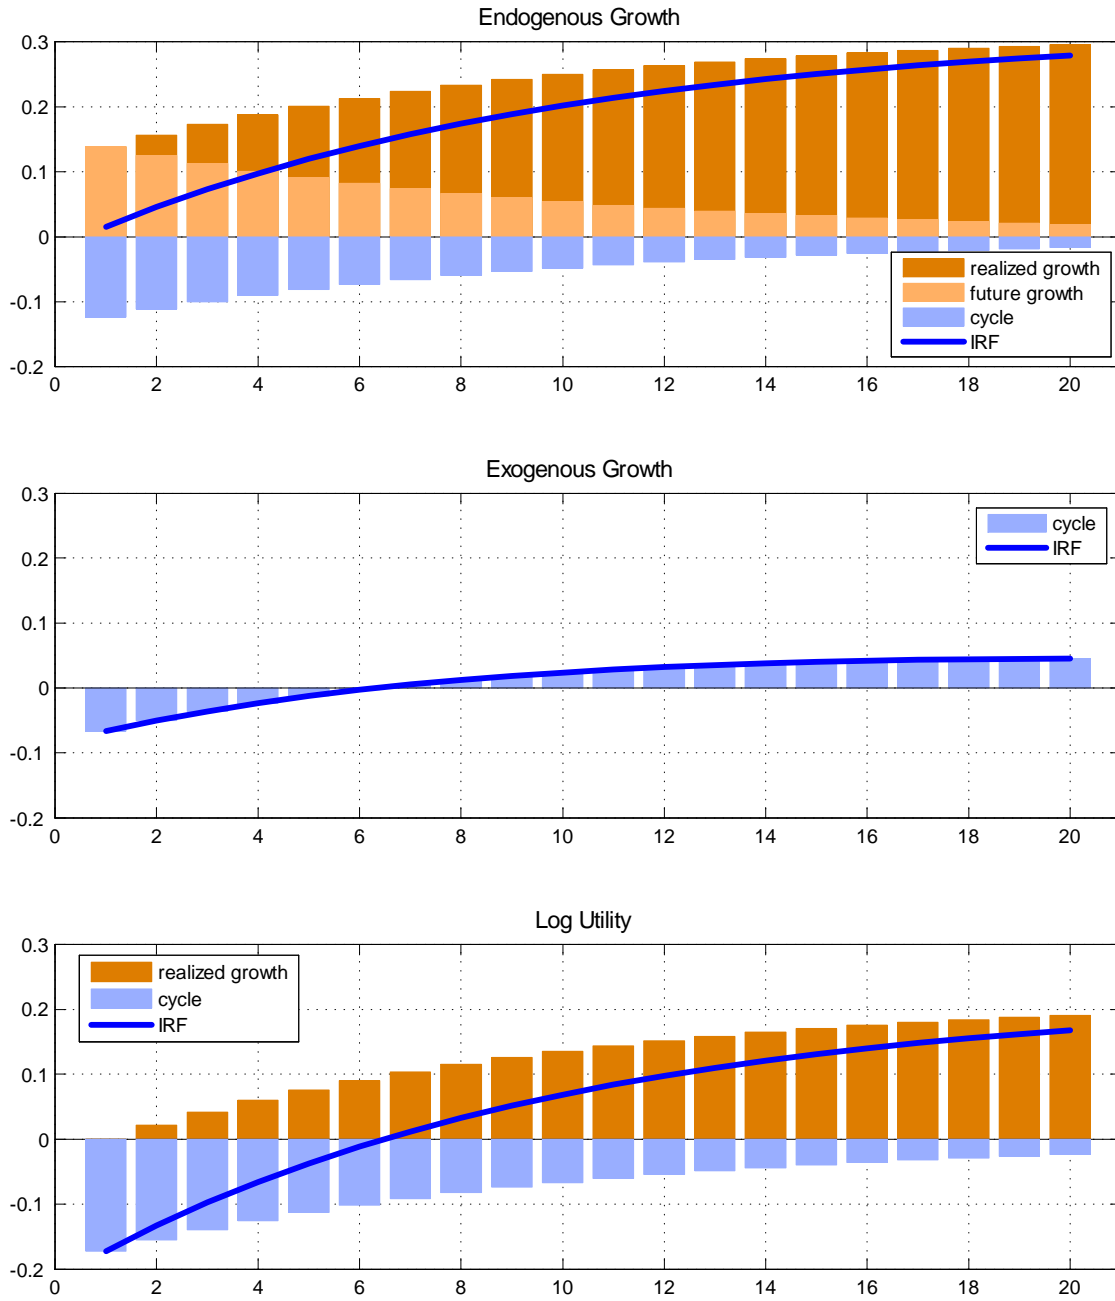 Endogenous Growth
0.3
0.2
0.1
0
-0.1
-0.2
realized growth
future growth
cycle
IRF
0 2 4 6 8 10 12 14 16 18 20
Exogenous Growth
0.3
0.2
0.1
0
-0.1
-0.2
cycle
IRF
0 2 4 6 8 10 12 14 16 18 20
Log Utility
0.3
0.2
0.1
0
-0.1
-0.2
realized growth
cycle
IRF
0 2 4 6 8 10 12 14 16 18 20